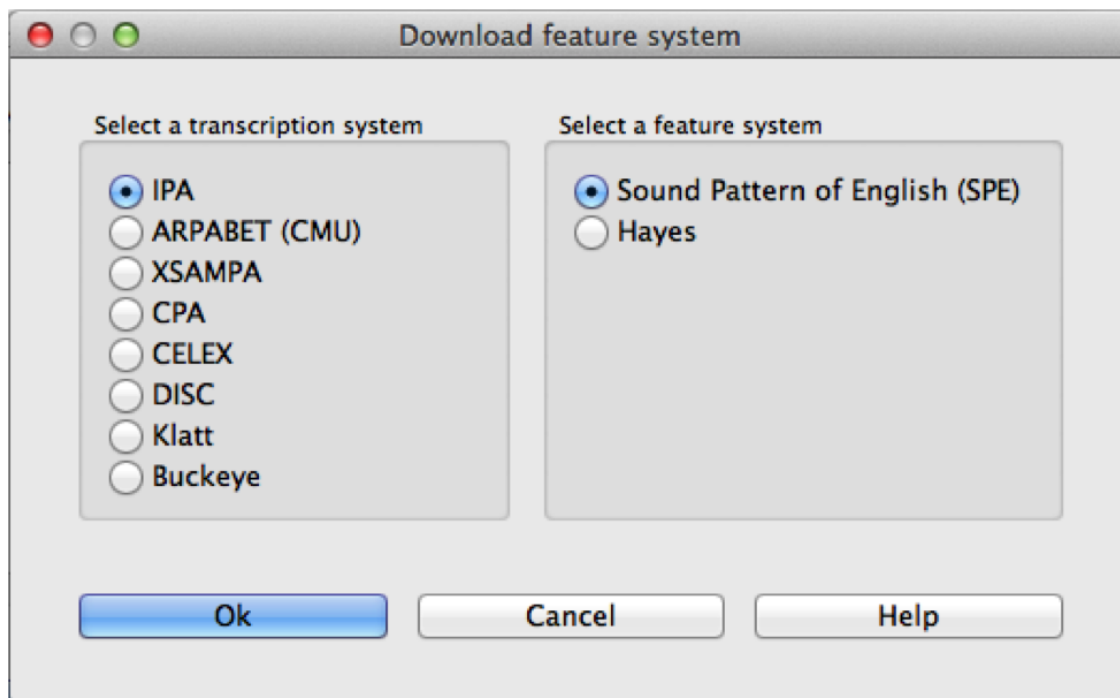 Download feature system
Select a transcription system
IPA
ARPABET (CMU)
XSAMPA
CPA
CELEX
DISC
Klatt
Buckeye
Select a feature system
Sound Pattern of English (SPE)
Hayes
Ok
Cancel
Help